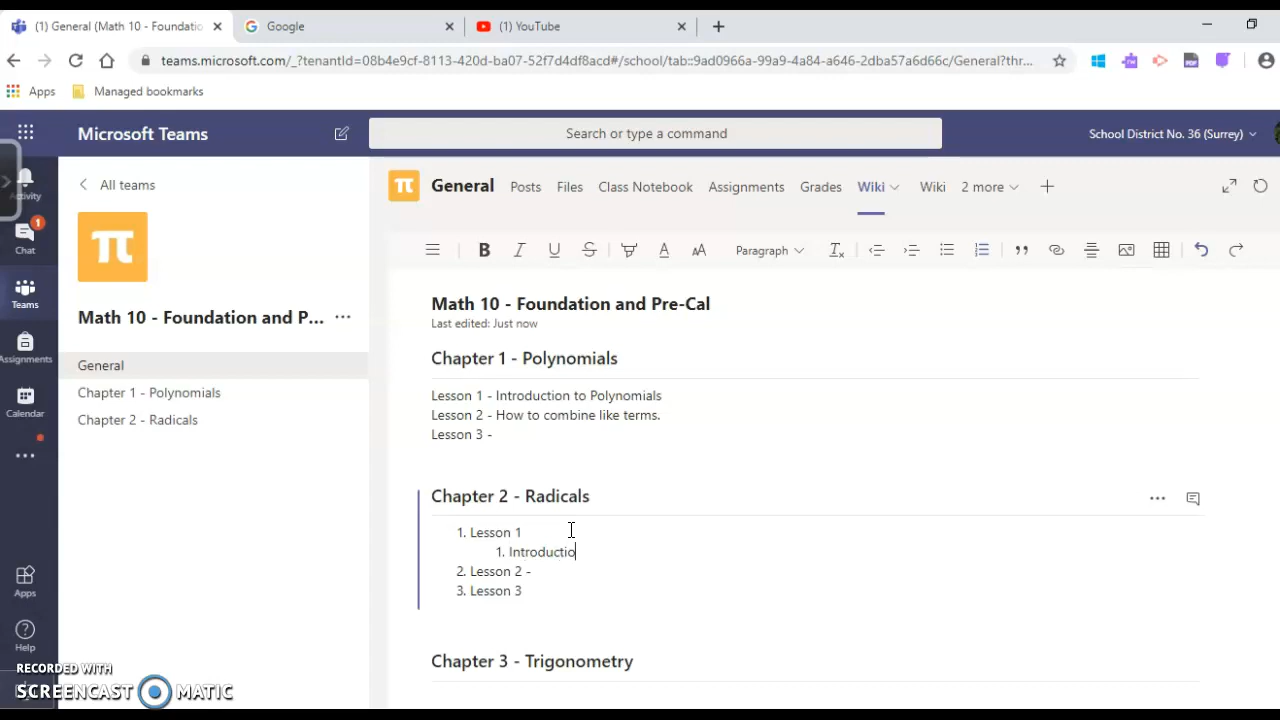 (1) General (Math 10 - Foundatio
Google
(1) YouTube
teams.microsoft.com/_?tenantId=08b4e9cf-8113-420d-ba07-52f7d4df8acd#/school/tab::9ad0966a-99a9-4a84-a646-2dba57a6d66c/General?thr...
Apps
Managed bookmarks
Microsoft Teams
Search or type a command
School District No. 36 (Surrey)
Activity
Chat
1
Teams
Assignments
Calendar
Apps
Help
All teams
π
Math 10 - Foundation and P...
General
Chapter 1 - Polynomials
Chapter 2 - Radicals
π
General Posts Files Class Notebook Assignments Grades Wiki Wiki 2 more
B I U S A AA Paragraph
Math 10 - Foundation and Pre-Cal
Last edited: Just now
Chapter 1 - Polynomials
Lesson 1 - Introduction to Polynomials
Lesson 2 - How to combine like terms.
Lesson 3 -
Chapter 2 - Radicals
1. Lesson 1
1. Introductio
2. Lesson 2 -
3. Lesson 3
Chapter 3 - Trigonometry
RECORDED WITH
SCREENCAST MATIC